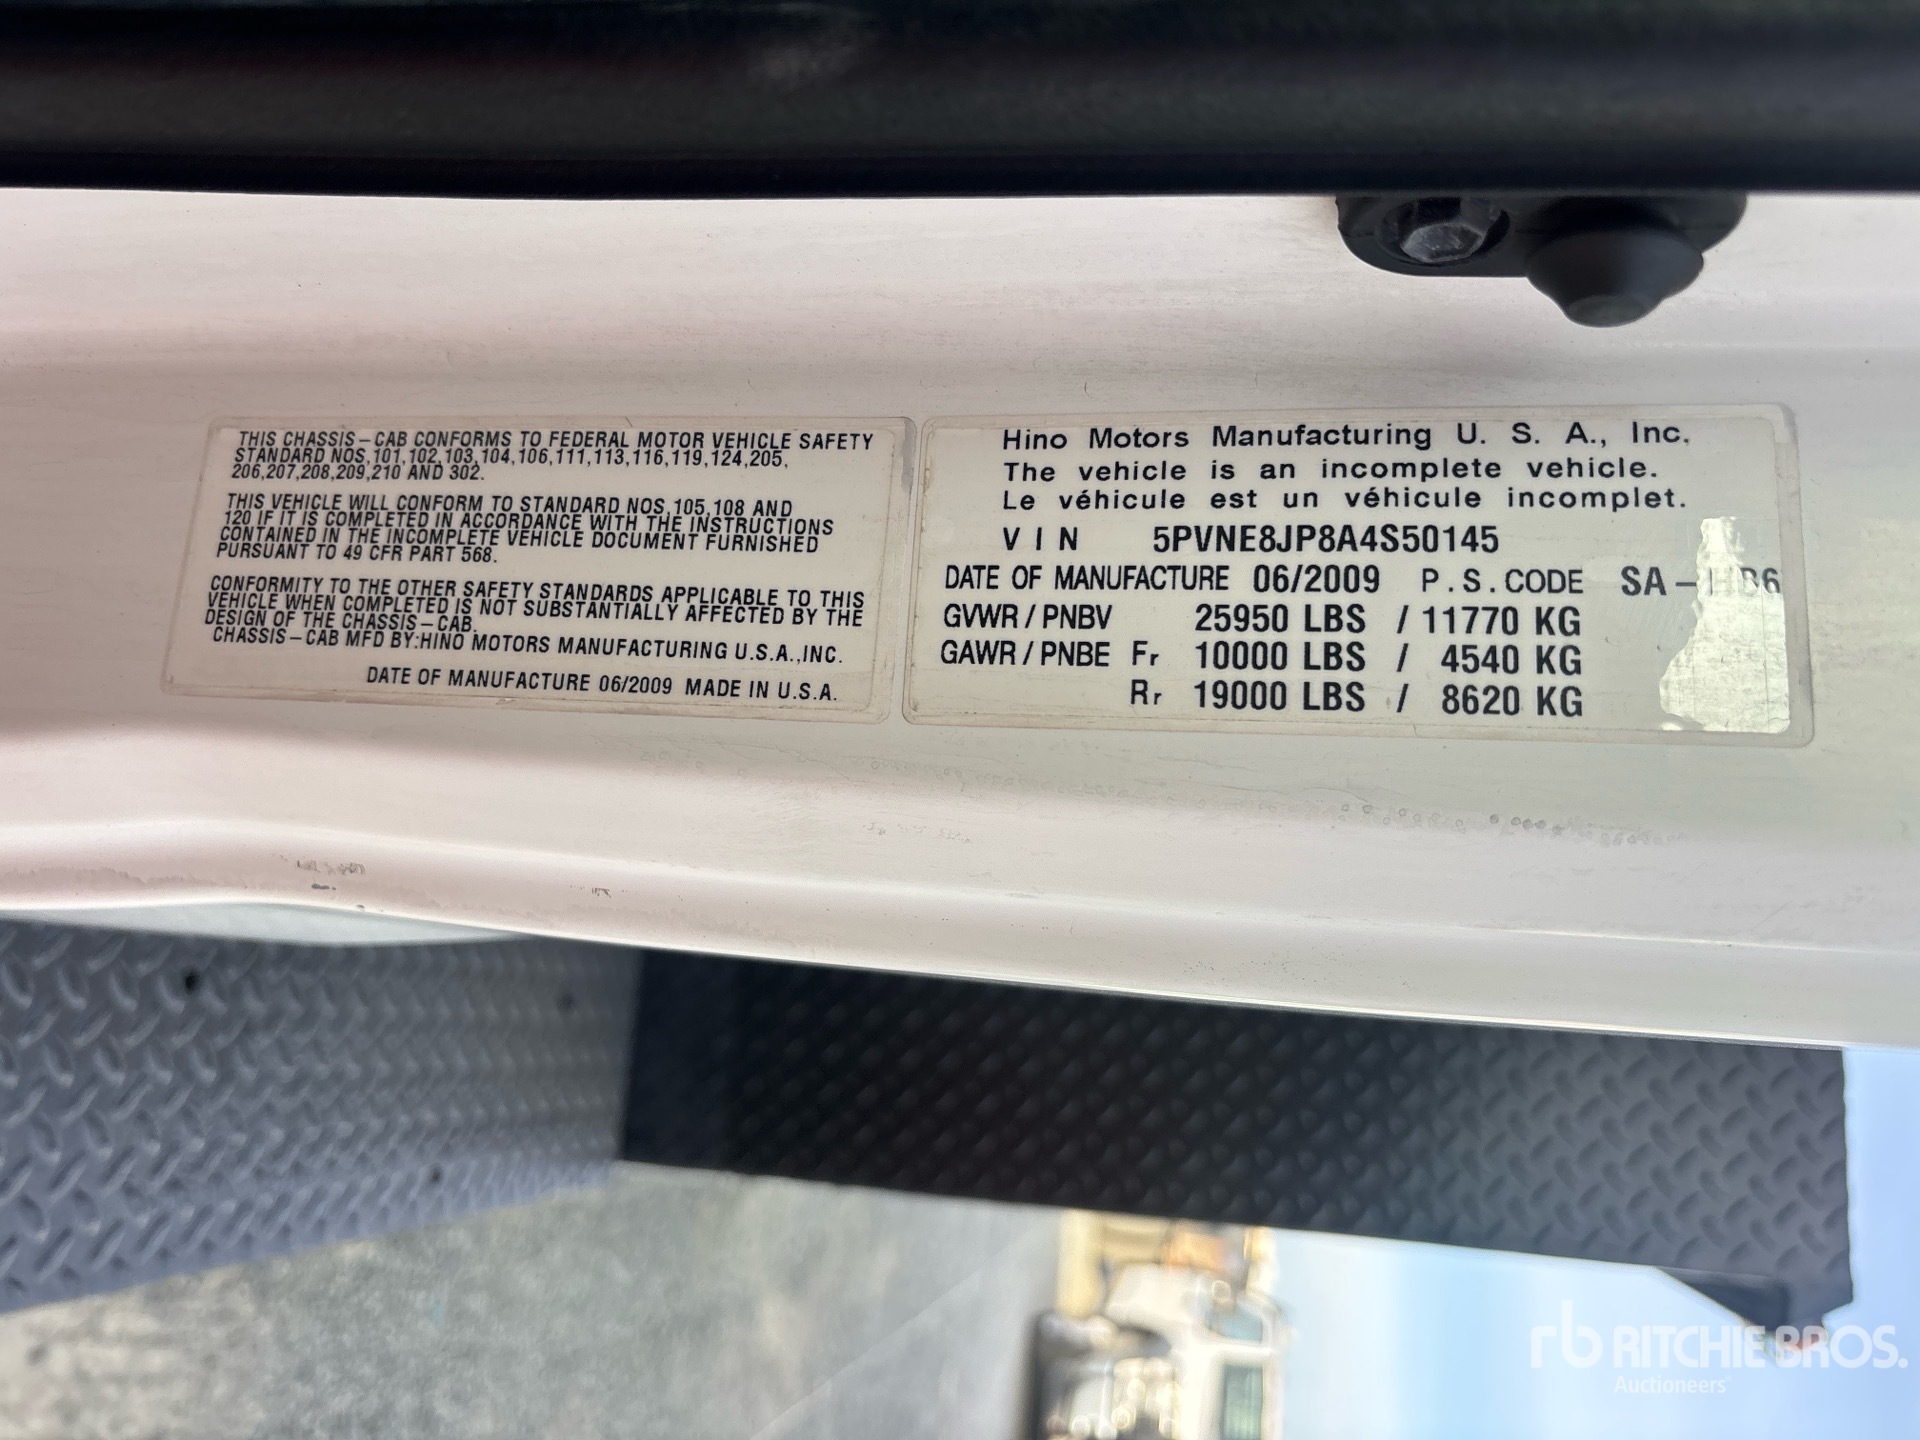 THIS CHASSIS-CAB CONFORMS TO FEDERAL MOTOR VEHICLE SAFETY
STANDARD NOS,101,102,103,104,106,111,113,116,119,124,205,
206,207,208,209,210 AND 302.
THIS VEHICLE WILL CONFORM TO STANDARD NOS,105,108 AND
120 IF IT IS COMPLETED IN ACCORDANCE WITH THE INSTRUCTIONS
CONTAINED IN THE INCOMPLETE VEHICLE DOCUMENT FURNISHED
PURSUANT TO 49 CFR PART 568.
CONFORMITY TO THE OTHER SAFETY STANDARDS APPLICABLE TO THIS
VEHICLE WHEN COMPLETED IS NOT SUBSTANTIALLY AFFECTED BY THE
DESIGN OF THE CHASSIS-CAB.
CHASSIS-CAB MFD BY:HINO MOTORS MANUFACTURING U.S.A.,INC.
DATE OF MANUFACTURE 06/2009 MADE IN U.S.A.
Hino Motors Manufacturing U. S. A., Inc.
The vehicle is an incomplete vehicle.
Le véhicule est un véhicule incomplet.
VIN 5PVNE8JP8A4S50145
DATE OF MANUFACTURE 06/2009 P.S.CODE SA-HB6
GVWR/PNBV 25950 LBS / 11770 KG
GAWR/PNBE Fr 10000 LBS / 4540 KG
Rr 19000 LBS / 8620 KG
rb RITCHIE BROS.
Auctioneers